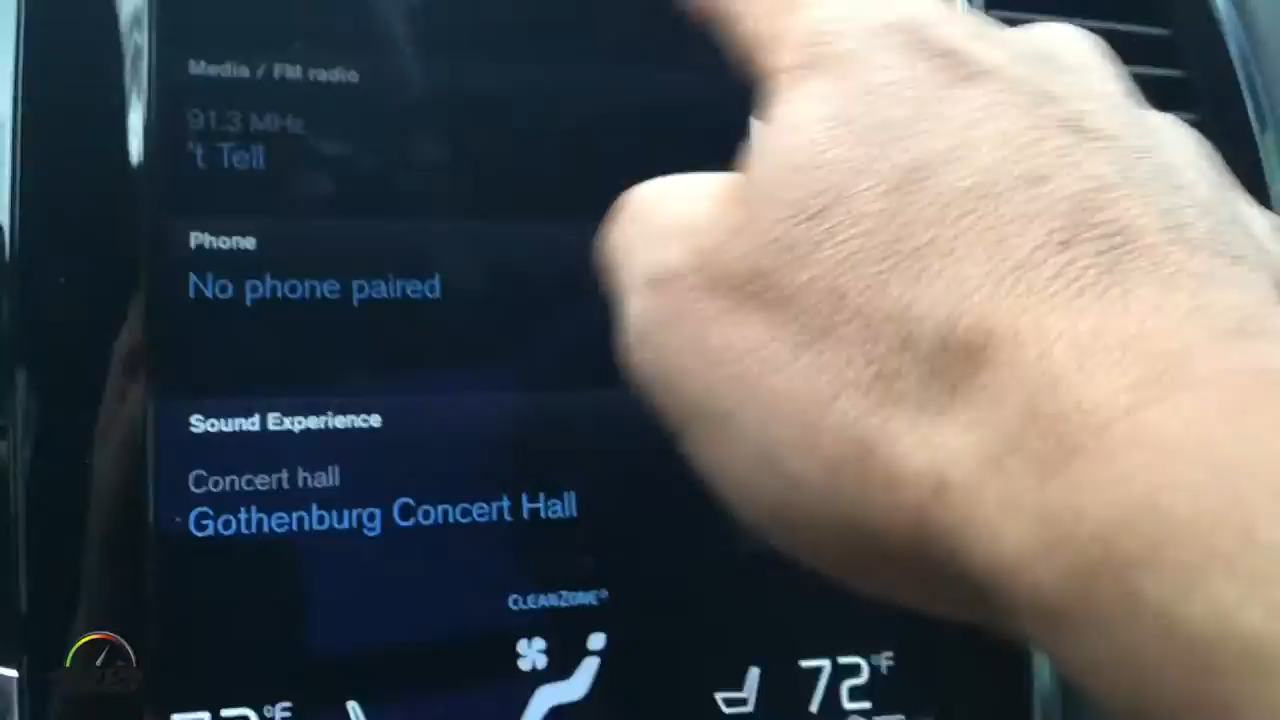 Media / FM radio
91.3 MHz
't Tell
Phone
No phone paired
Sound Experience
Concert hall
Gothenburg Concert Hall
CLEANZONE®
72°F
72°F